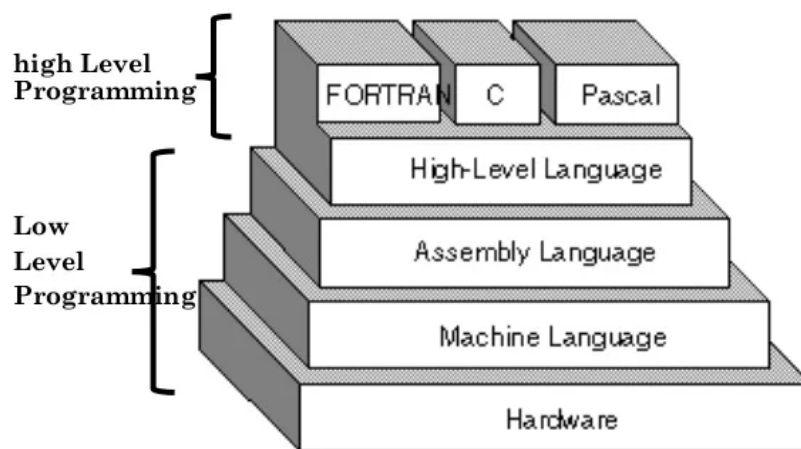 high Level
Programming
FORTRAN
C
Pascal
High-Level Language
Low
Level
Programming
Assembly Language
Machine Language
Hardware